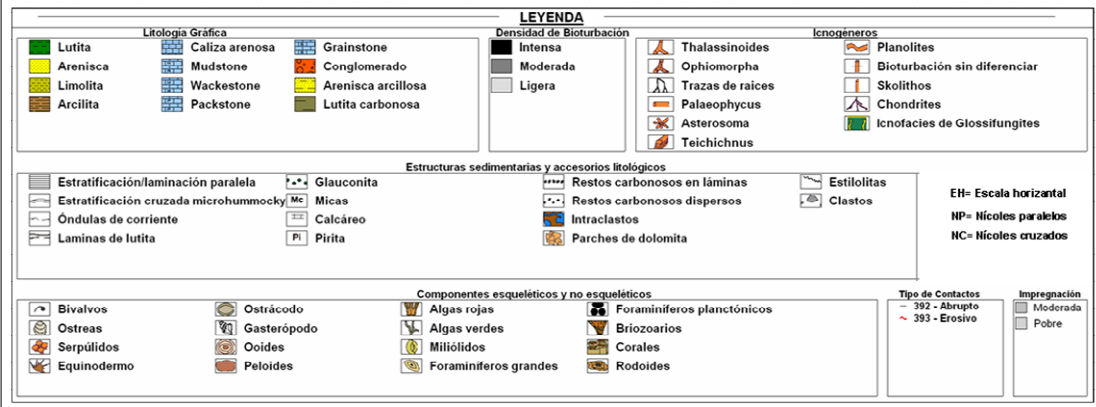 LEYENDA
Litología Gráfica
Lutita
Arenisca
Limolita
Arcilita
Caliza arenosa
Mudstone
Wackestone
Packstone
Grainstone
Conglomerado
Arenisca arcillosa
Lutita carbonosa
Densidad de Bioturbación
Intensa
Moderada
Ligera
Icnogéneros
Thalassinoides
Ophiomorpha
Trazas de raíces
Palaeophycus
Asterosoma
Teichichnus
Planolites
Bioturbación sin diferenciar
Skolithos
Chondrites
Icnofacies de Glossifungites
Estructuras sedimentarias y accesorios litológicos
Estratificación/laminación paralela
Estratificación cruzada microhummocky
Óndulas de corriente
Laminas de lutita
Glauconita
Mc Micas
Calcáreo
Pi Pirita
Restos carbonosos en láminas
Restos carbonosos dispersos
Intraclastos
Parches de dolomita
Estilolitas
Clastos
EH= Escala horizantal
NP= Nícoles paralelos
NC= Nícoles cruzados
Componentes esqueléticos y no esqueléticos
Bivalvos
Ostreas
Serpúlidos
Equinodermo
Ostrácodo
Gasterópodo
Ooides
Peloides
Algas rojas
Algas verdes
Miliólidos
Foraminíferos grandes
Foraminíferos planctónicos
Briozoarios
Corales
Rodoides
Tipo de Contactos
392 - Abrupto
393 - Erosivo
Impregnación
Moderada
Pobre